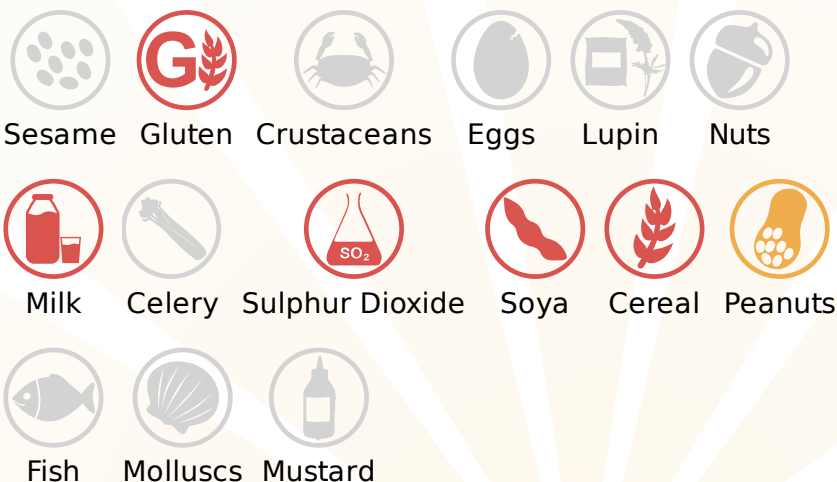 G
Sesame Gluten Crustaceans Eggs Lupin Nuts
SO₂
Milk Celery Sulphur Dioxide Soya Cereal Peanuts
Fish Molluscs Mustard